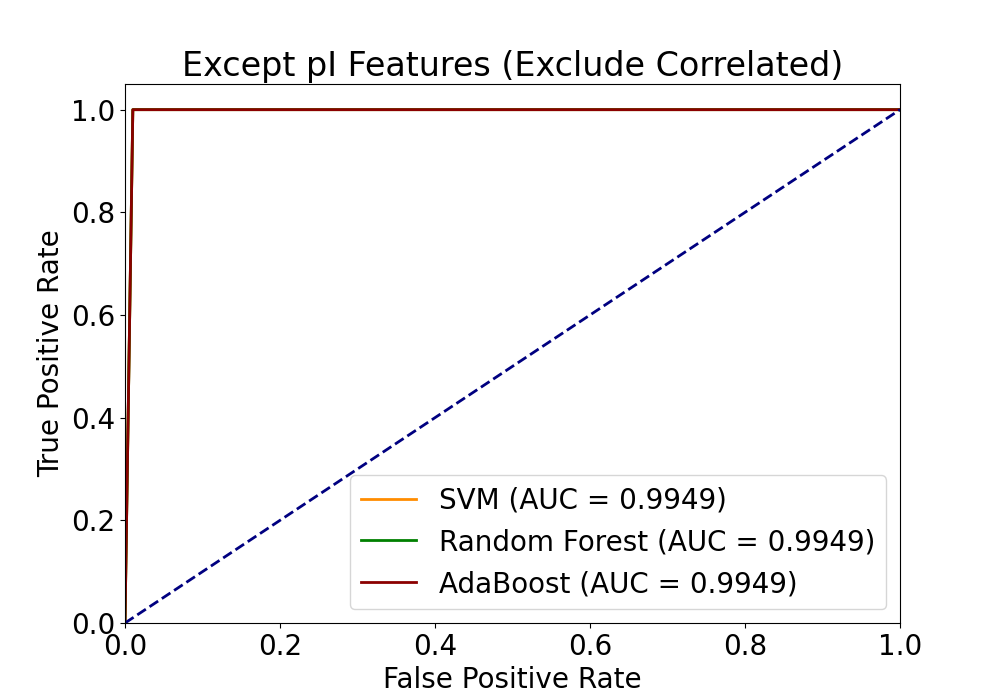 Except pI Features (Exclude Correlated)
1.0
0.8
0.6
0.4
0.2
0.0
True Positive Rate
SVM (AUC = 0.9949)
Random Forest (AUC = 0.9949)
AdaBoost (AUC = 0.9949)
0.0 0.2 0.4 0.6 0.8 1.0
False Positive Rate